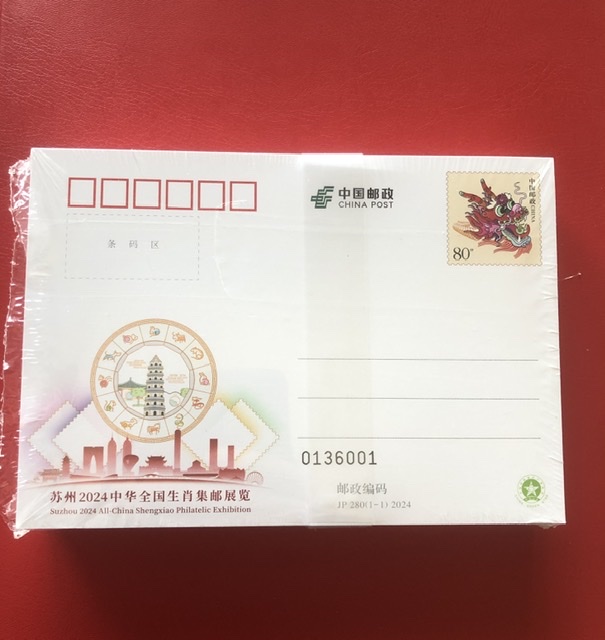 中国邮政
CHINA POST
中国邮政 CHINA
80分
条 码 区
0136001
苏州2024中华全国生肖集邮展览
Suzhou 2024 All-China Shengxiao Philatelic Exhibition
邮政编码
JP 280(1-1) 2024